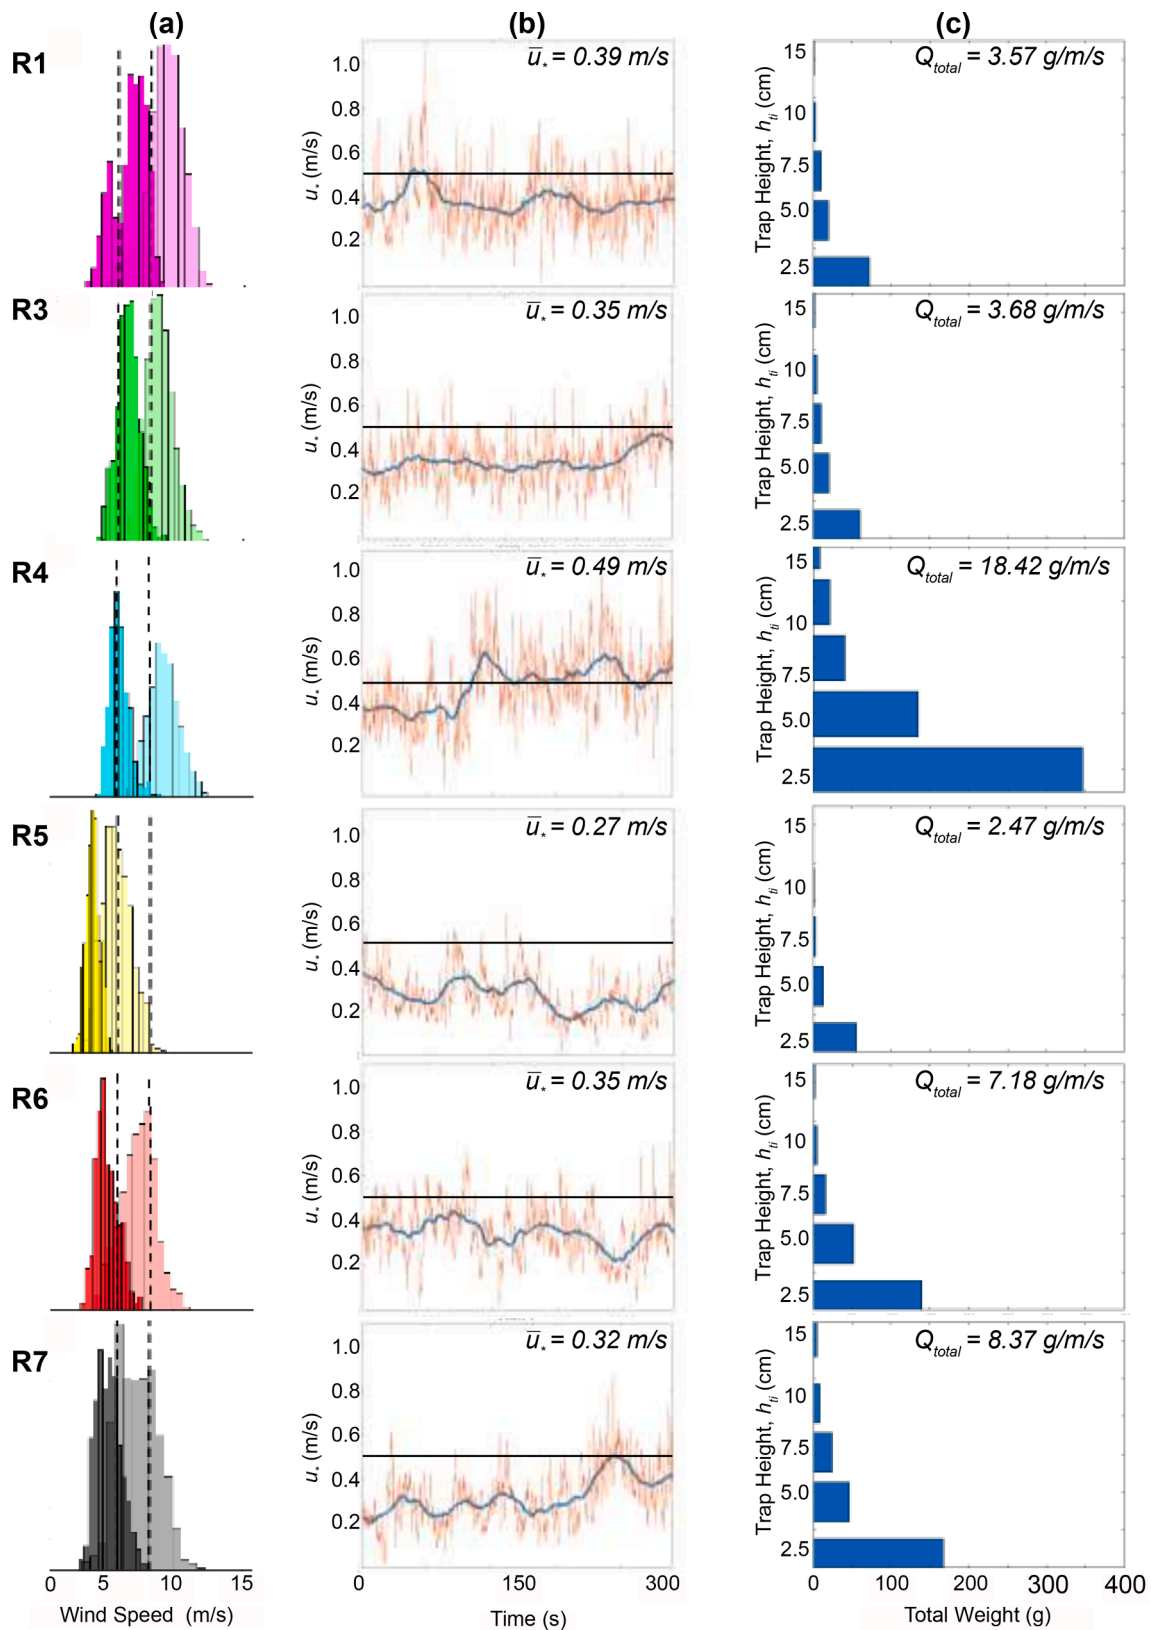 (a) (b) (c)
R1
1.0
0.8
0.6
0.4
0.2
u* (m/s)
u̅* = 0.39 m/s
15
10
7.5
5.0
2.5
Trap Height, hti (cm)
Qtotal = 3.57 g/m/s
R3
1.0
0.8
0.6
0.4
0.2
u* (m/s)
u̅* = 0.35 m/s
15
10
7.5
5.0
2.5
Trap Height, hti (cm)
Qtotal = 3.68 g/m/s
R4
1.0
0.8
0.6
0.4
0.2
u* (m/s)
u̅* = 0.49 m/s
15
10
7.5
5.0
2.5
Trap Height, hti (cm)
Qtotal = 18.42 g/m/s
R5
1.0
0.8
0.6
0.4
0.2
u* (m/s)
u̅* = 0.27 m/s
15
10
7.5
5.0
2.5
Trap Height, hti (cm)
Qtotal = 2.47 g/m/s
R6
1.0
0.8
0.6
0.4
0.2
u* (m/s)
u̅* = 0.35 m/s
15
10
7.5
5.0
2.5
Trap Height, hti (cm)
Qtotal = 7.18 g/m/s
R7
1.0
0.8
0.6
0.4
0.2
u* (m/s)
u̅* = 0.32 m/s
15
10
7.5
5.0
2.5
Trap Height, hti (cm)
Qtotal = 8.37 g/m/s
0 5 10 15
Wind Speed (m/s)
0 150 300
Time (s)
0 100 200 300 400
Total Weight (g)